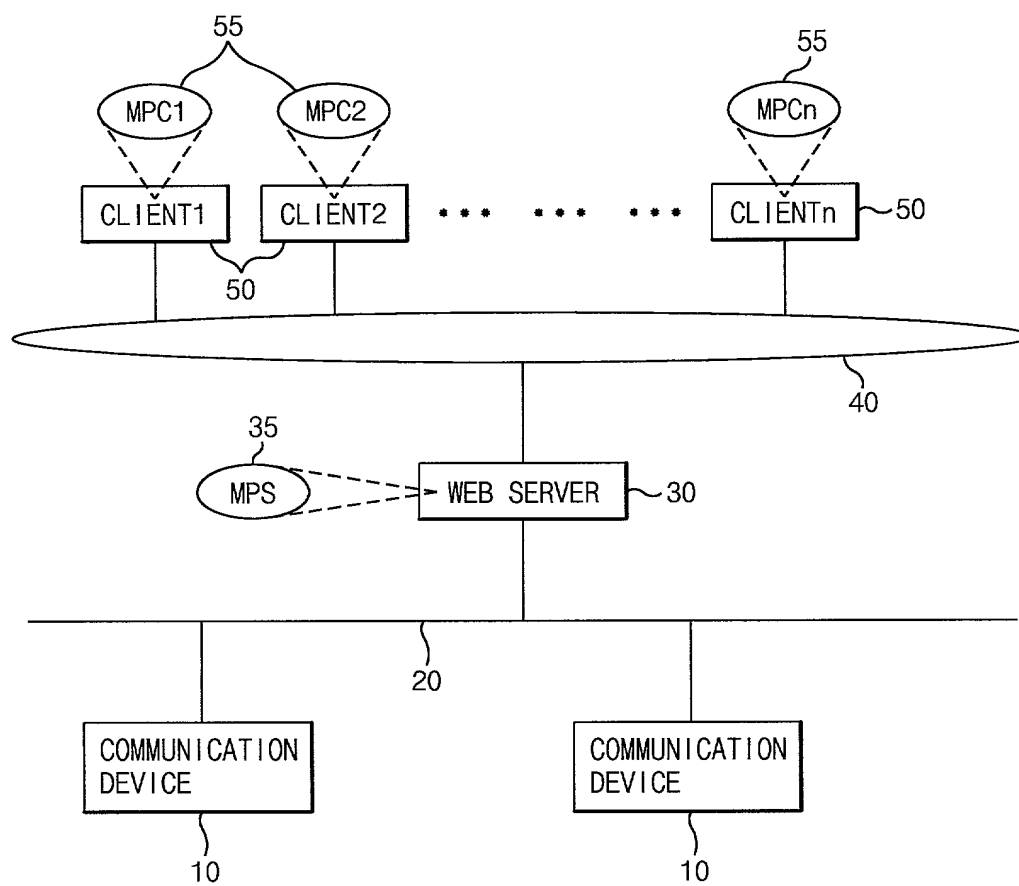 55
55
MPC1
MPC2
MPCn
CLIENT1
CLIENT2
CLIENTn
50
50
40
35
MPS
WEB SERVER
30
20
COMMUNICATION
DEVICE
COMMUNICATION
DEVICE
10
10